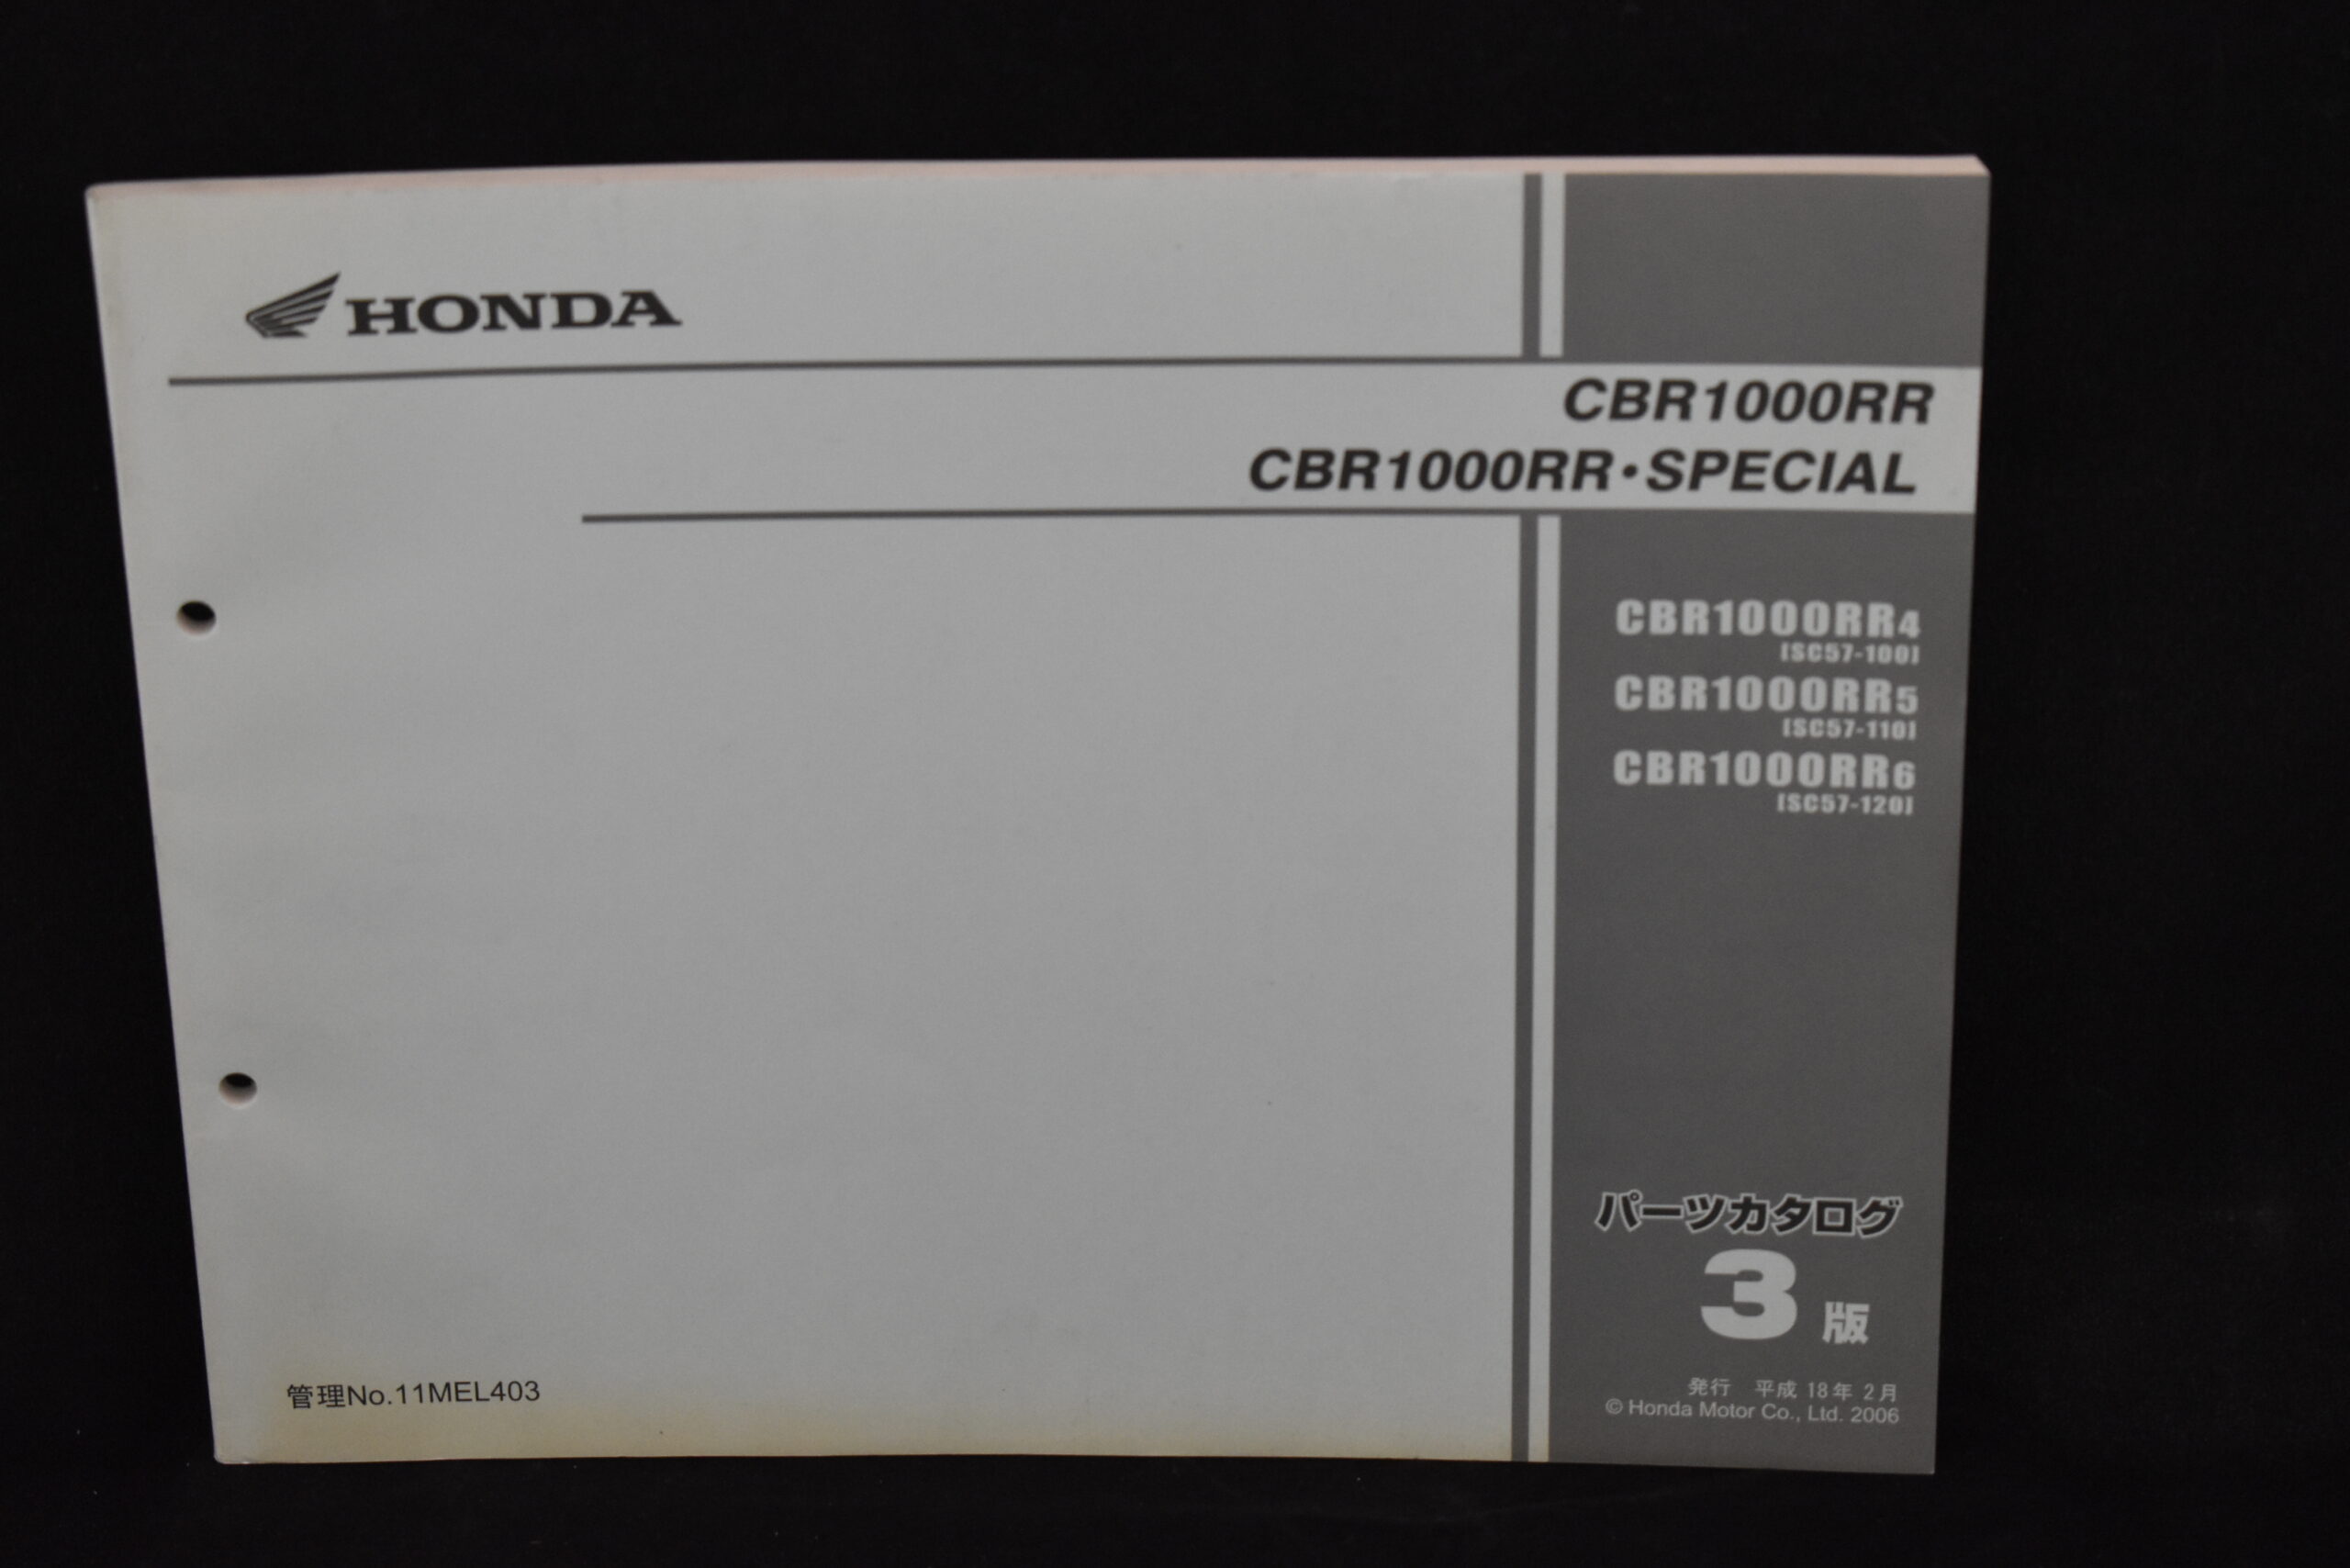 HONDA
CBR1000RR
CBR1000RR・SPECIAL
CBR1000RR4
[SC57-100]
CBR1000RR5
[SC57-110]
CBR1000RR6
[SC57-120]
パーツカタログ
3版
管理No.11MEL403
発行 平成 18年 2月
© Honda Motor Co., Ltd. 2006